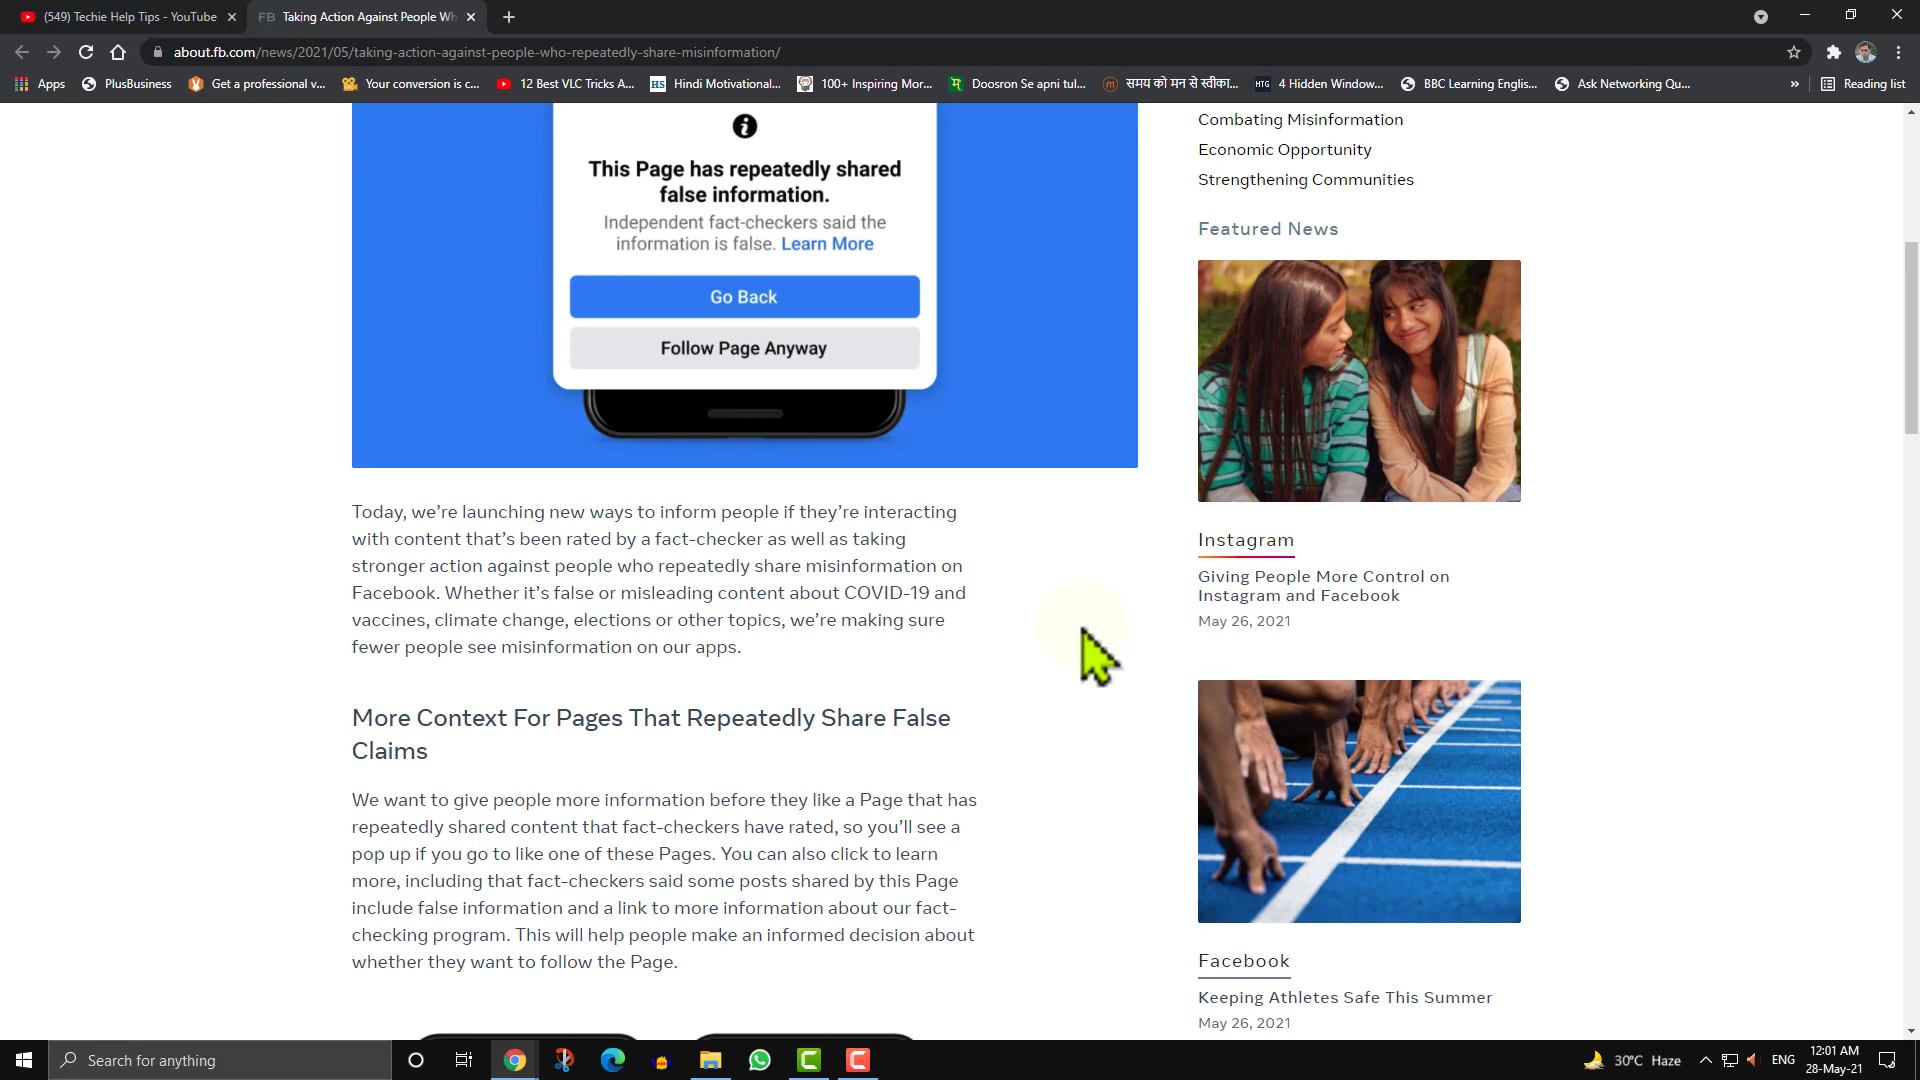 (549) Techie Help Tips - YouTube
FB Taking Action Against People Wh
about.fb.com/news/2021/05/taking-action-against-people-who-repeatedly-share-misinformation/
Apps PlusBusiness Get a professional v... Your conversion is c... 12 Best VLC Tricks A... HS Hindi Motivational... 100+ Inspiring Mor... Doosron Se apni tul... m समय को मन से स्वीका... HTG 4 Hidden Window... BBC Learning Englis... Ask Networking Qu... » Reading list
This Page has repeatedly shared
false information.
Independent fact-checkers said the
information is false. Learn More
Go Back
Follow Page Anyway
Today, we’re launching new ways to inform people if they’re interacting
with content that’s been rated by a fact-checker as well as taking
stronger action against people who repeatedly share misinformation on
Facebook. Whether it’s false or misleading content about COVID-19 and
vaccines, climate change, elections or other topics, we’re making sure
fewer people see misinformation on our apps.
More Context For Pages That Repeatedly Share False
Claims
We want to give people more information before they like a Page that has
repeatedly shared content that fact-checkers have rated, so you’ll see a
pop up if you go to like one of these Pages. You can also click to learn
more, including that fact-checkers said some posts shared by this Page
include false information and a link to more information about our fact-
checking program. This will help people make an informed decision about
whether they want to follow the Page.
Combating Misinformation
Economic Opportunity
Strengthening Communities
Featured News
Instagram
Giving People More Control on
Instagram and Facebook
May 26, 2021
Facebook
Keeping Athletes Safe This Summer
May 26, 2021
Search for anything
30°C Haze
ENG
12:01 AM
28-May-21